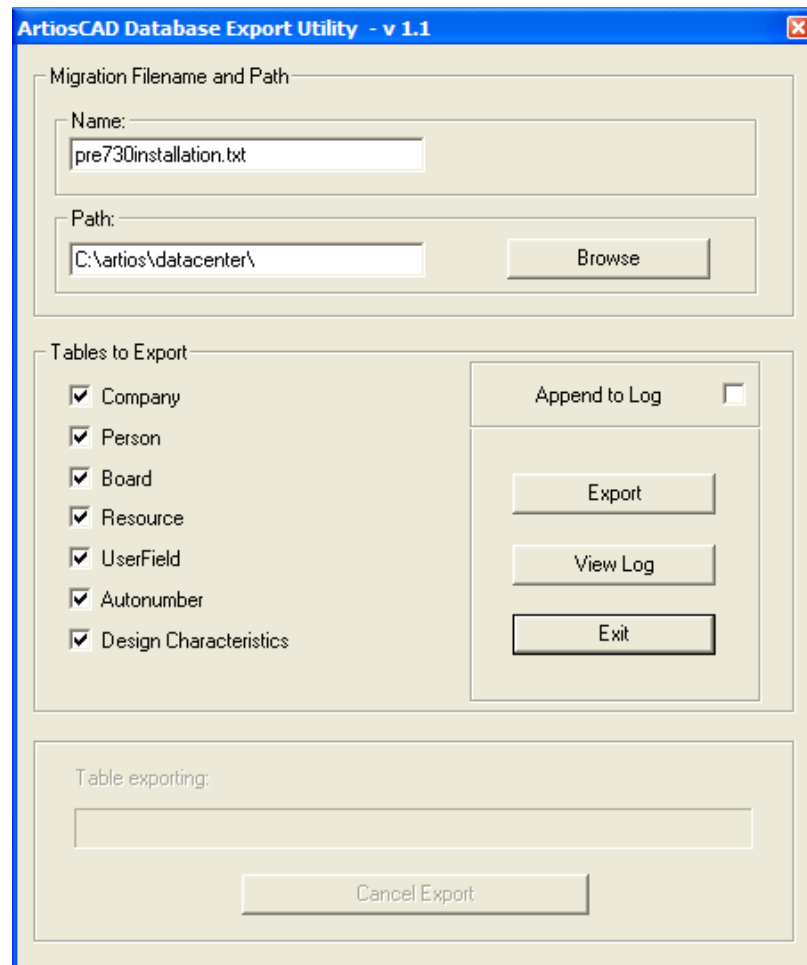 ArtiosCAD Database Export Utility - v 1.1
Migration Filename and Path
Name:
pre730installation.txt
Path:
C:\artios\datacenter\
Browse
Tables to Export
Company
Append to Log
Person
Board
Export
Resource
UserField
View Log
Autonumber
Design Characteristics
Exit
Table exporting:
Cancel Export